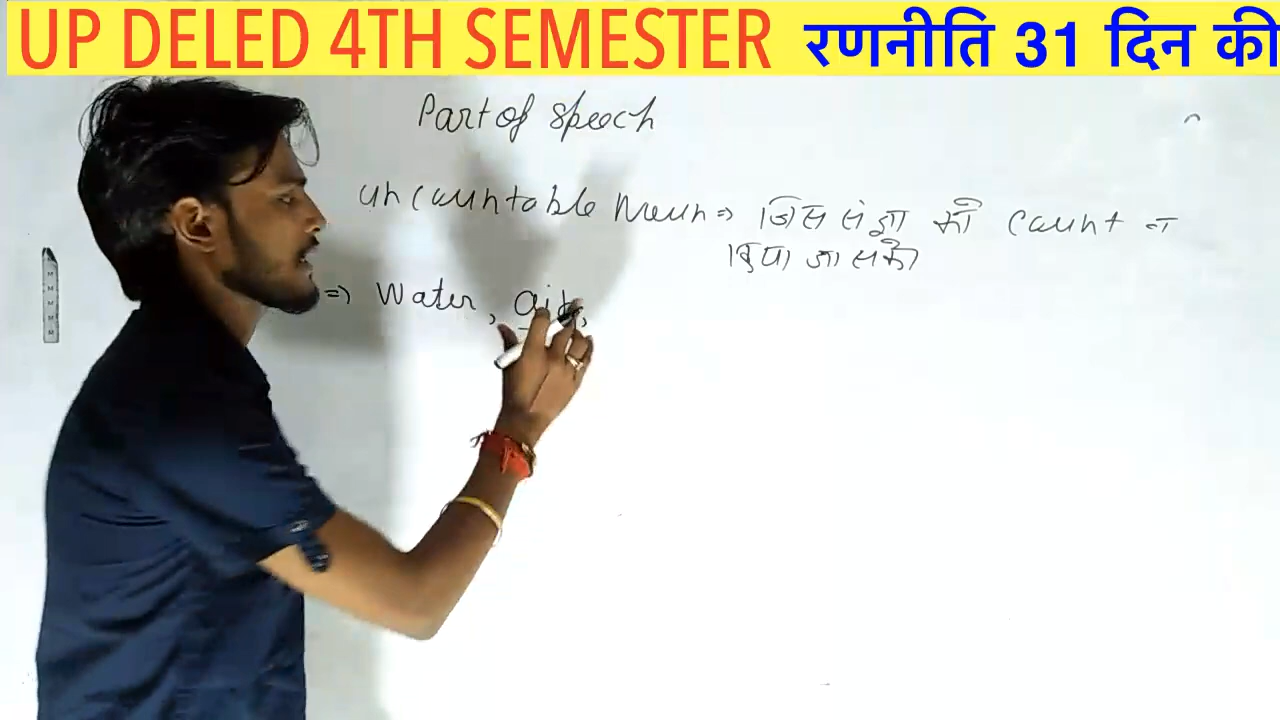 UP DELED 4TH SEMESTER रणनीति 31 दिन की
Part of speech
uncountable Noun ⇒ जिस संज्ञा की count न
किया जा सके
⇒ Water, air,